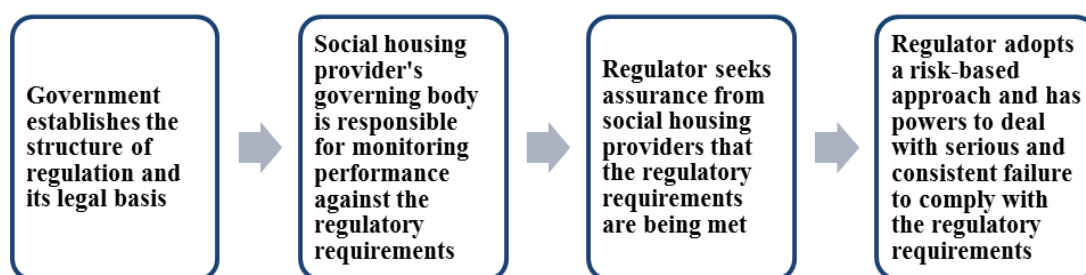 Government
establishes the
structure of
regulation and
its legal basis
Social housing
provider's
governing body
is responsible
for monitoring
performance
against the
regulatory
requirements
Regulator seeks
assurance from
social housing
providers that
the regulatory
requirements
are being met
Regulator adopts
a risk-based
approach and has
powers to deal
with serious and
consistent failure
to comply with
the regulatory
requirements